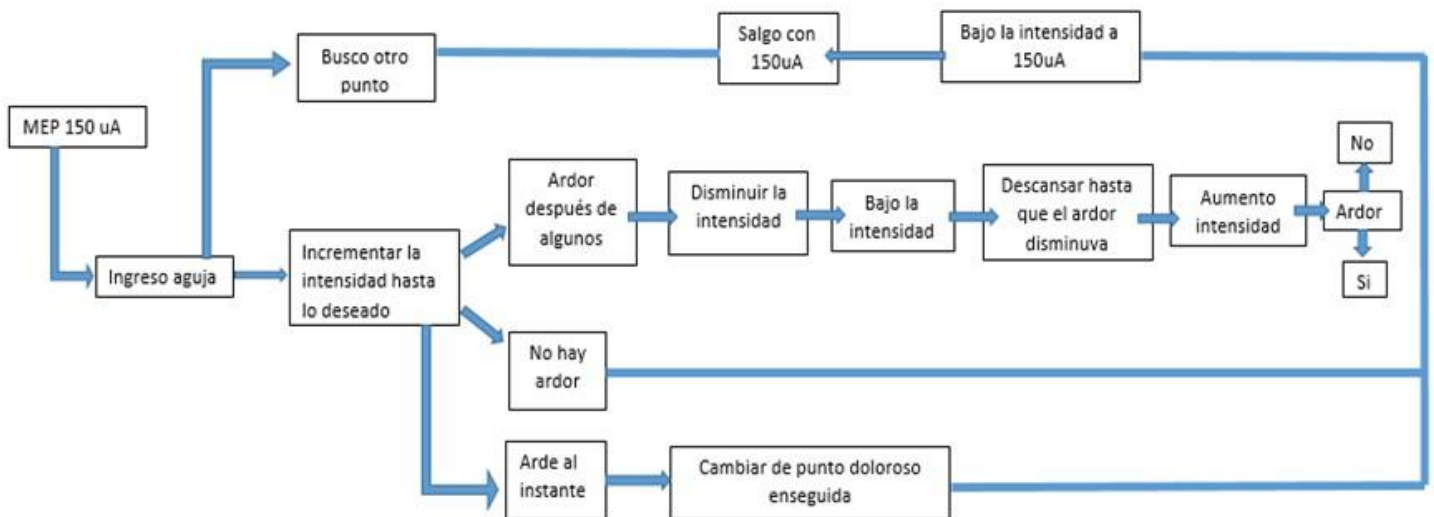 MEP 150 uA
Ingreso aguja
Busco otro
punto
Salgo con
150uA
Bajo la intensidad a
150uA
Incrementar la
intensidad hasta
lo deseado
Ardor
después de
algunos
Disminuir la
intensidad
Bajo la
intensidad
Descansar hasta
que el ardor
disminuva
Aumento
intensidad
Ardor
No
Si
No hay
ardor
Arde al
instante
Cambiar de punto doloroso
enseguida